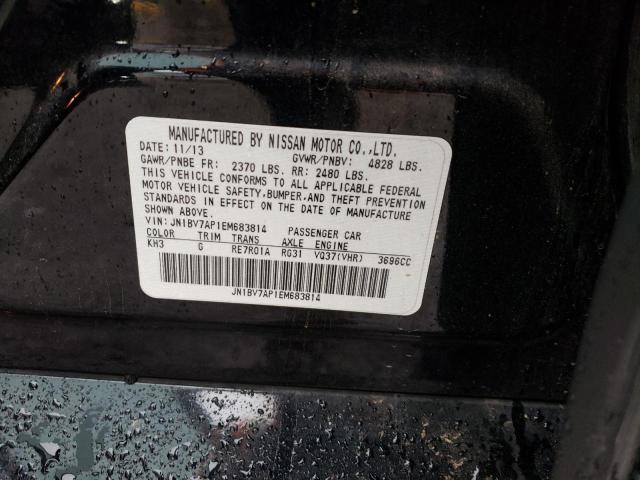 MANUFACTURED BY NISSAN MOTOR CO.,LTD.
DATE: 11/13 GVWR/PNBV: 4828 LBS.
GAWR/PNBE FR: 2370 LBS. RR: 2480 LBS.
THIS VEHICLE CONFORMS TO ALL APPLICABLE FEDERAL
MOTOR VEHICLE SAFETY,BUMPER,AND THEFT PREVENTION
STANDARDS IN EFFECT ON THE DATE OF MANUFACTURE
SHOWN ABOVE.
VIN: JN1BV7AP1EM683814 PASSENGER CAR
COLOR TRIM TRANS AXLE ENGINE
KH3 G RE7R01A RG31 VQ37(VHR) 3696CC
JN1BV7AP1EM683814